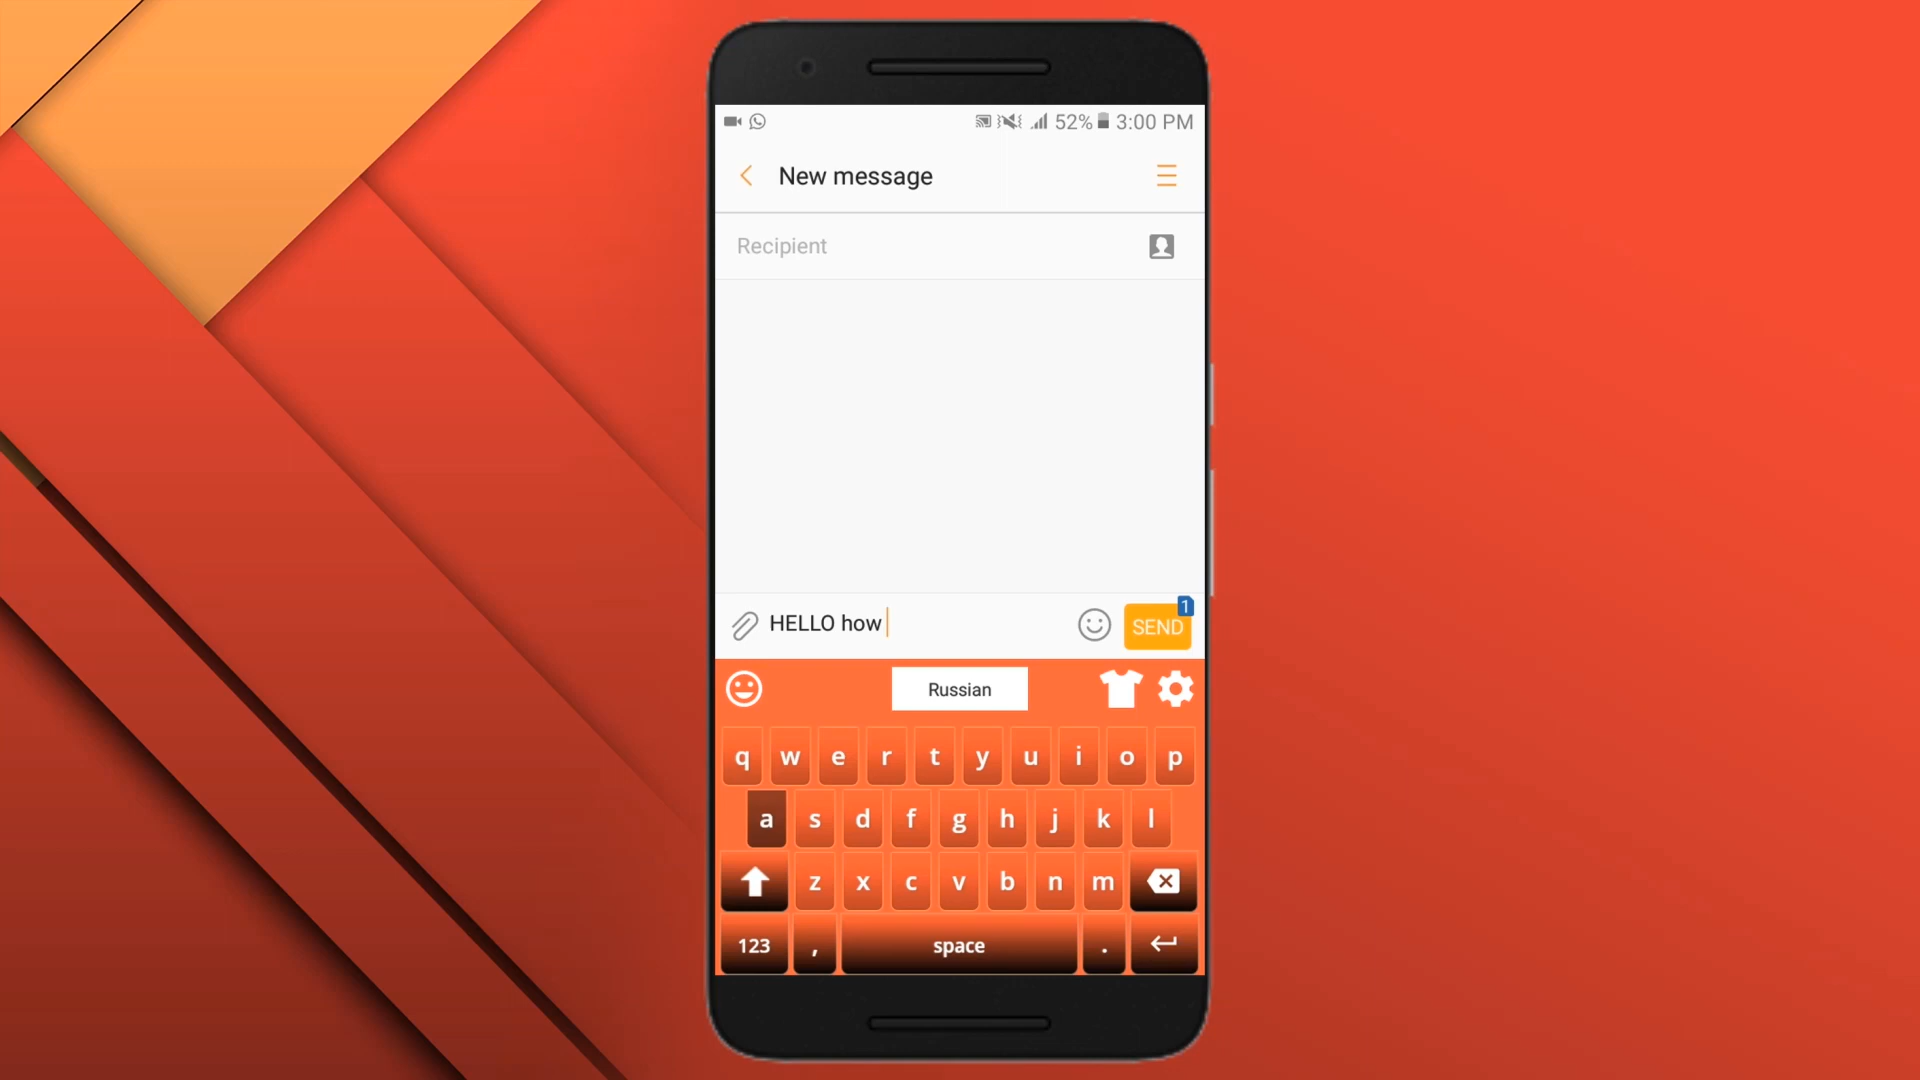 52% 3:00 PM
New message
Recipient
HELLO how
1
SEND
Russian
q w e r t y u i o p
a s d f g h j k l
z x c v b n m
123 , space .